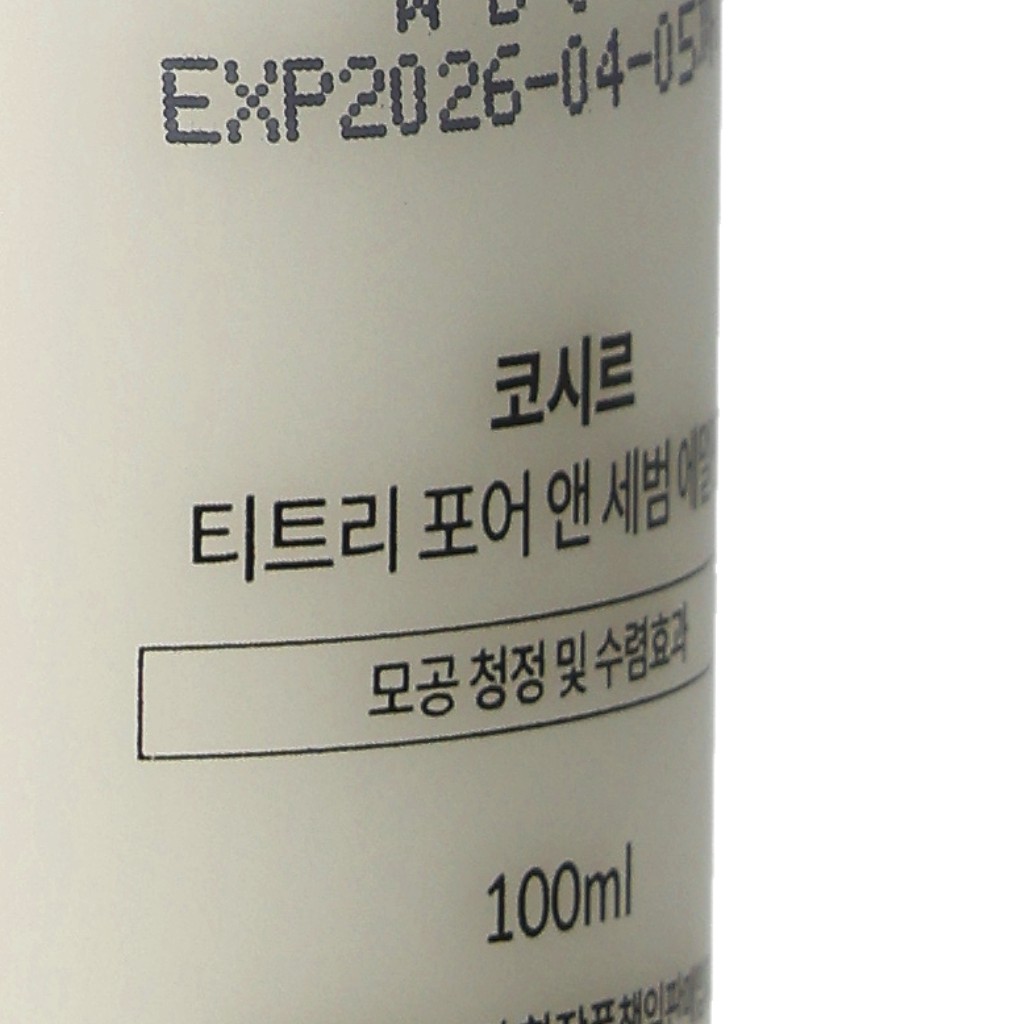 EXP2026-04-05
코시르
티트리 포어 앤 세범
모공 청정 및 수렴효과
100ml